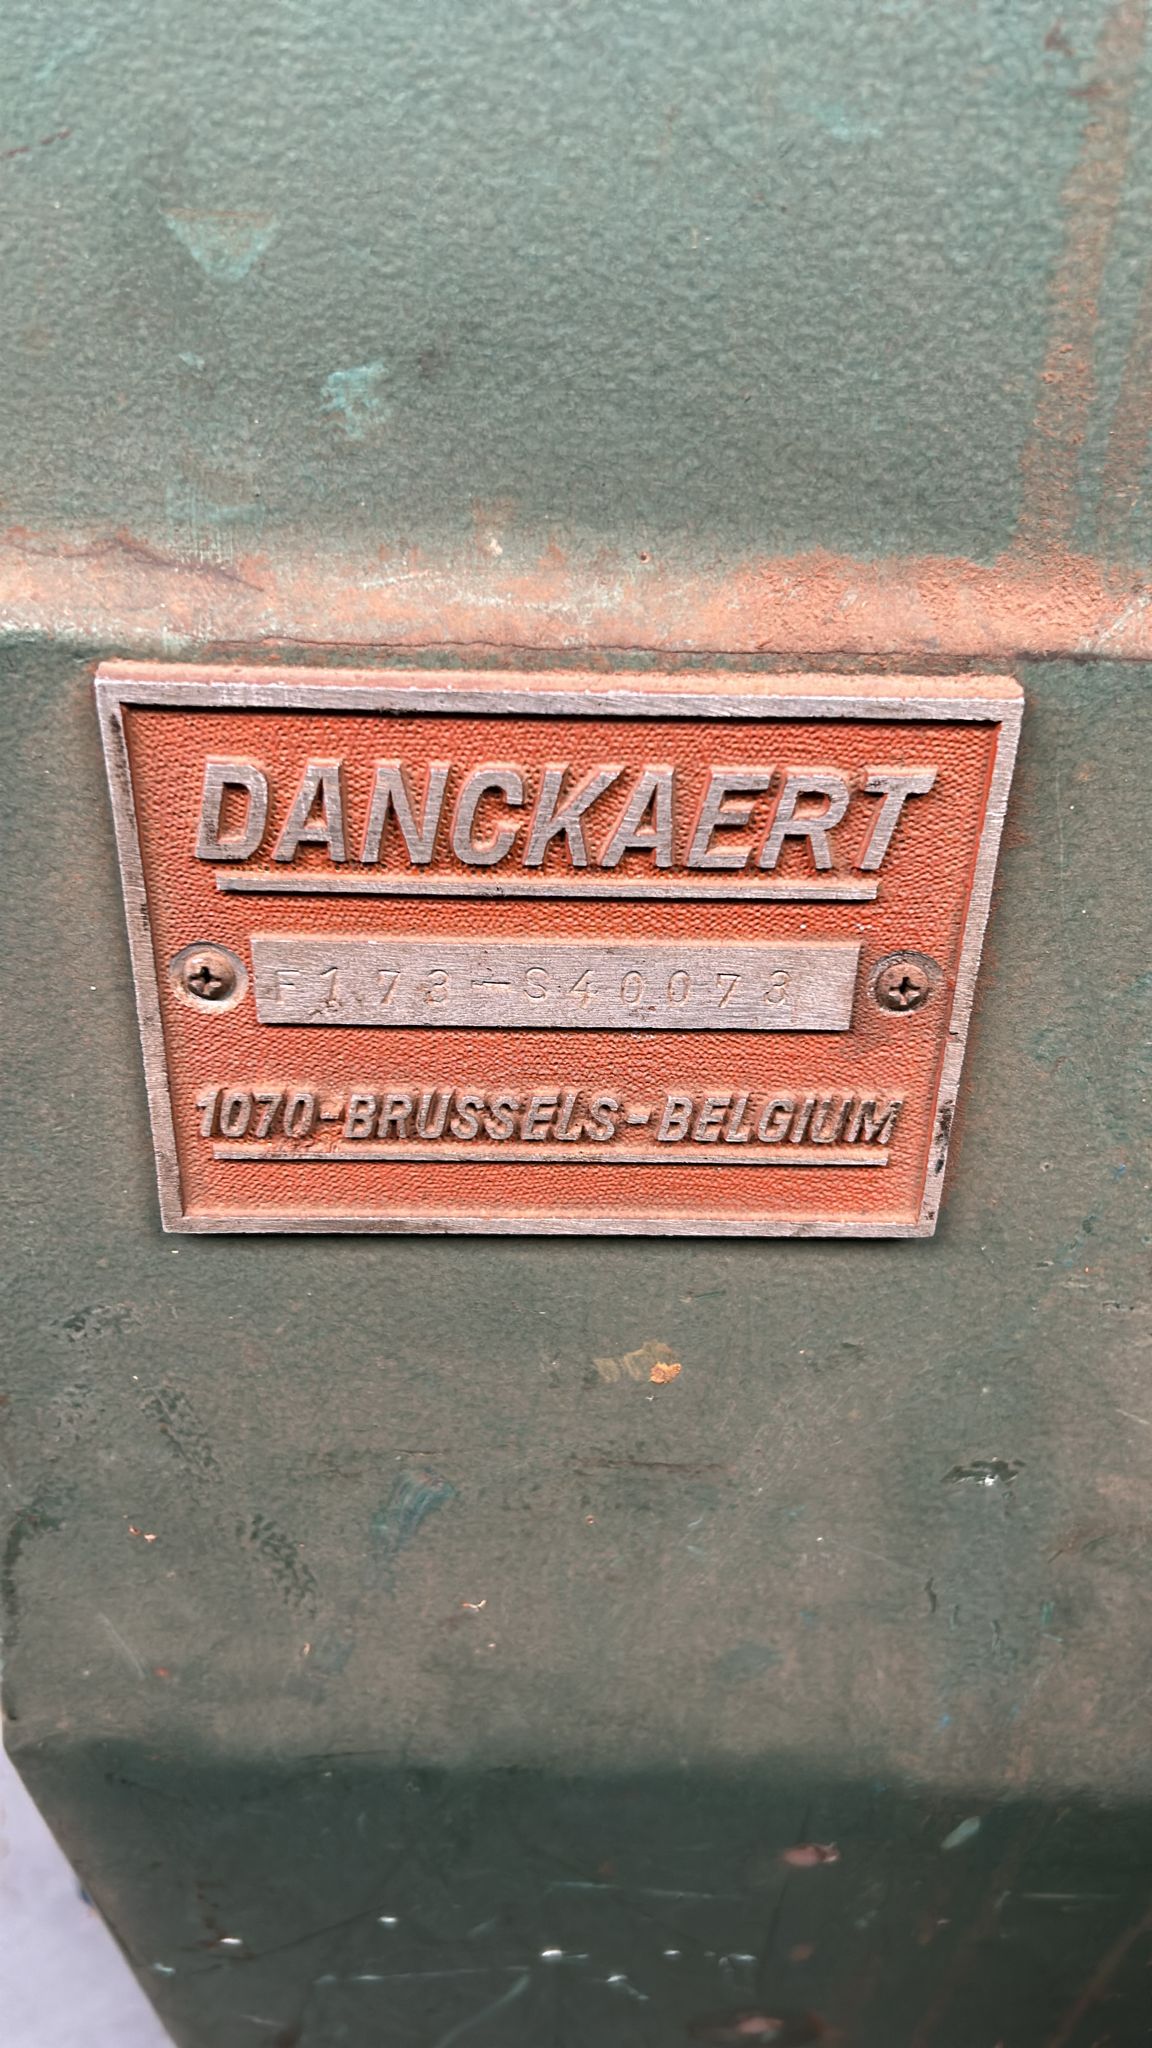 DANCKAERT
F173-S40073
1070-BRUSSELS-BELGIUM